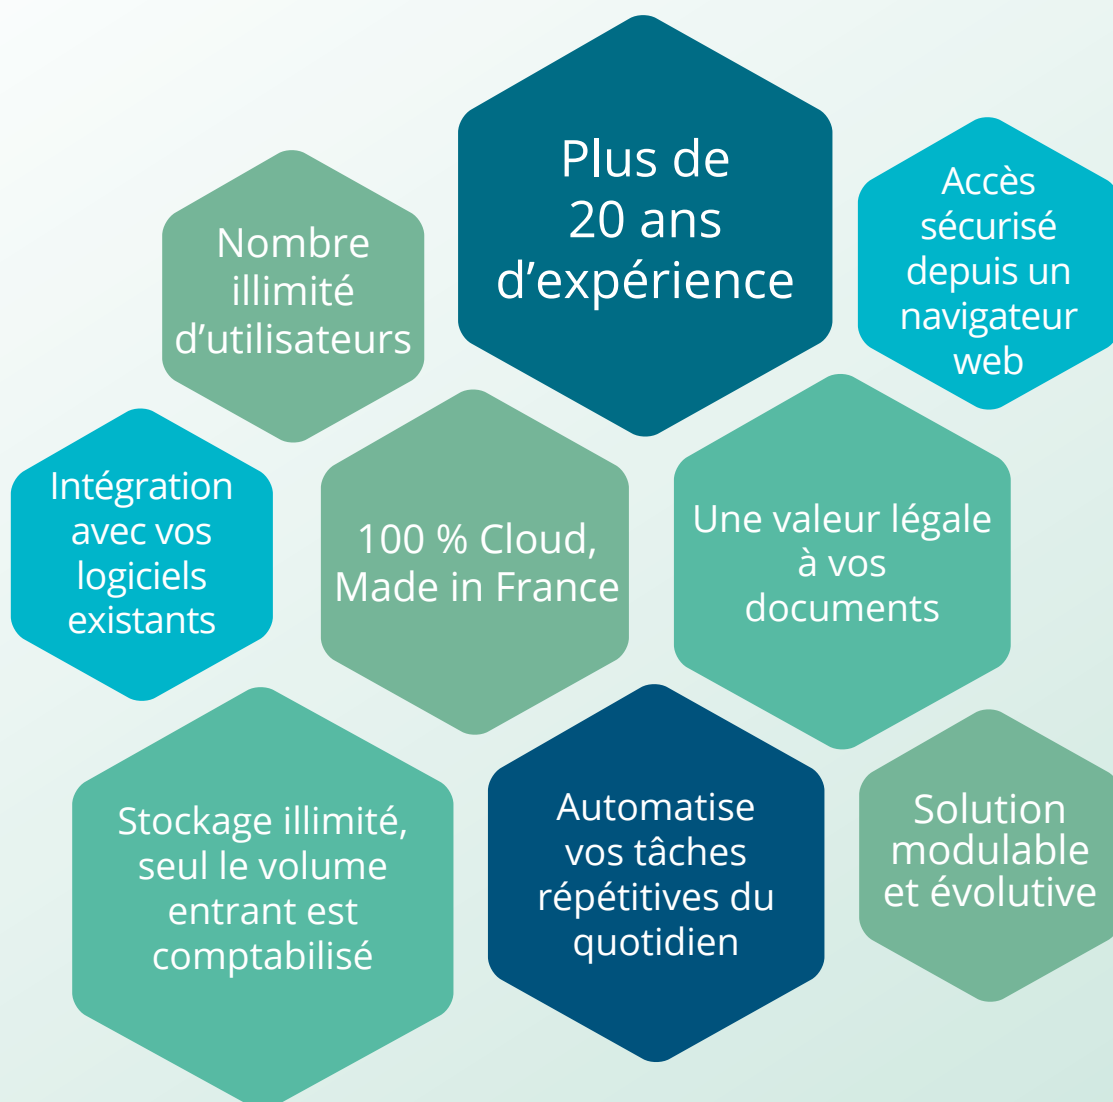 Plus de
20 ans
d’expérience
Nombre
illimité
d’utilisateurs
Accès
sécurisé
depuis un
navigateur
web
Intégration
avec vos
logiciels
existants
100 % Cloud,
Made in France
Une valeur légale
à vos
documents
Stockage illimité,
seul le volume
entrant est
comptabilisé
Automatise
vos tâches
répétitives du
quotidien
Solution
modulable
et évolutive